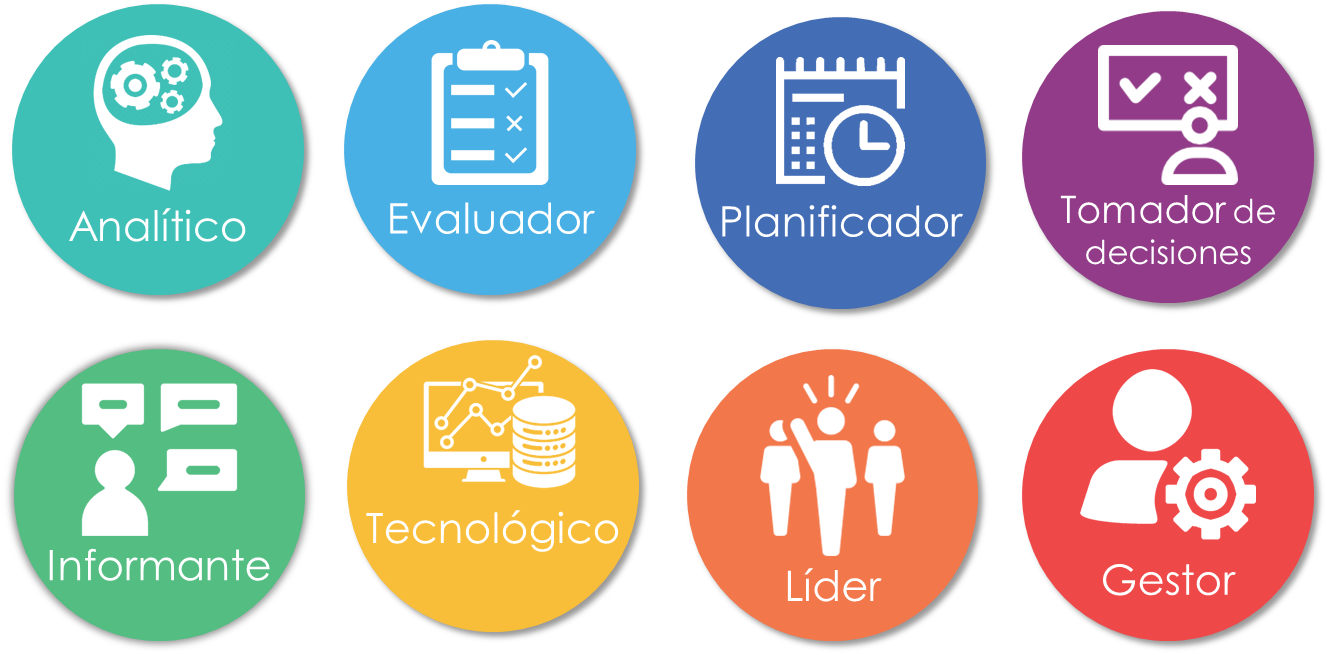 Analítico
Evaluador
Planificador
Tomador de
decisiones
Informante
Tecnológico
Líder
Gestor